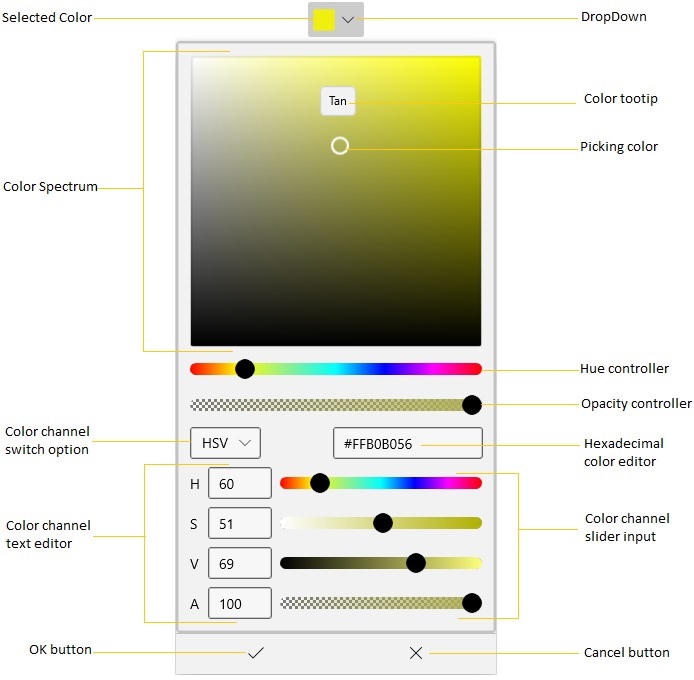 Selected Color
DropDown
Tan
Color tootip
Picking color
Color Spectrum
Hue controller
Opacity controller
Color channel
switch option
HSV
#FFB0B056
Hexadecimal
color editor
H 60
S 51
V 69
A 100
Color channel
text editor
Color channel
slider input
OK button
Cancel button